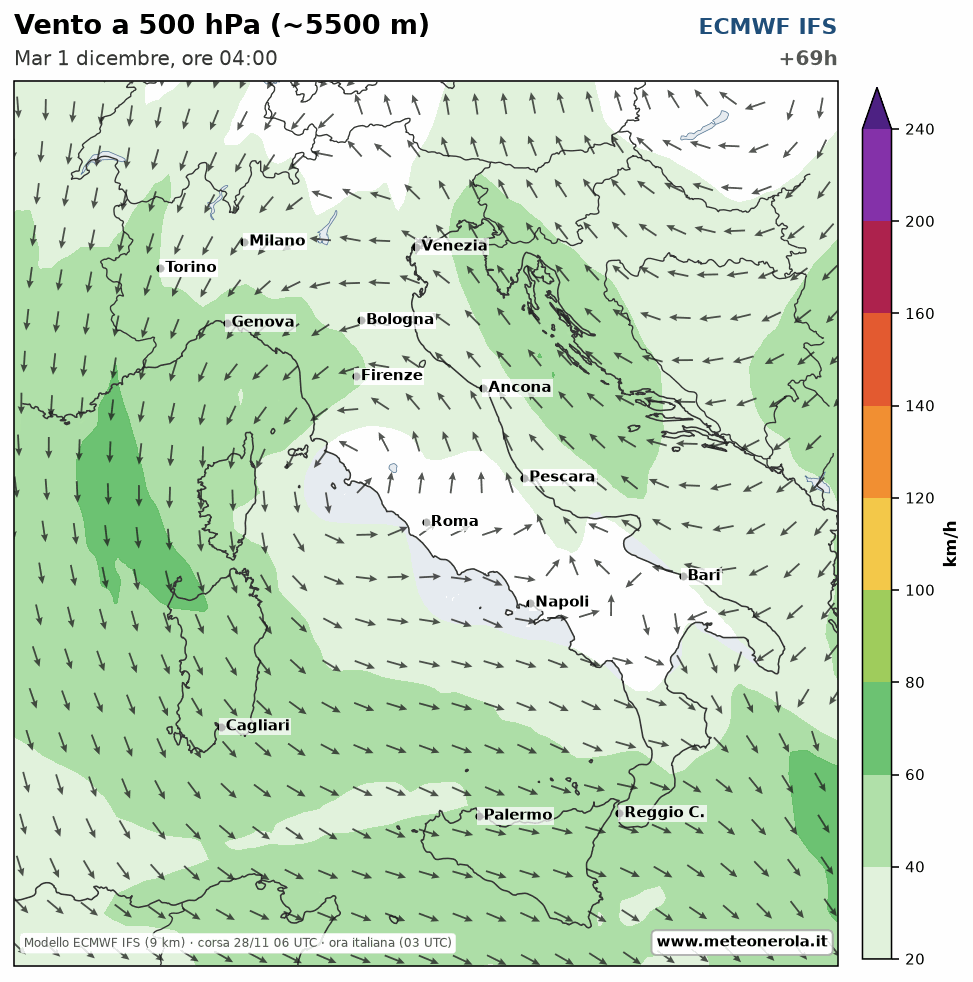 Vento a 500 hPa (~5500 m)
ECMWF IFS
Mar 1 dicembre, ore 04:00
+69h
240
200
160
140
120
100
80
60
40
20
km/h
Milano
Venezia
Torino
Genova
Bologna
Firenze
Ancona
Pescara
Roma
Bari
Napoli
Cagliari
Palermo
Reggio C.
Modello ECMWF IFS (9 km) · corsa 28/11 06 UTC · ora italiana (03 UTC)
www.meteonerola.it